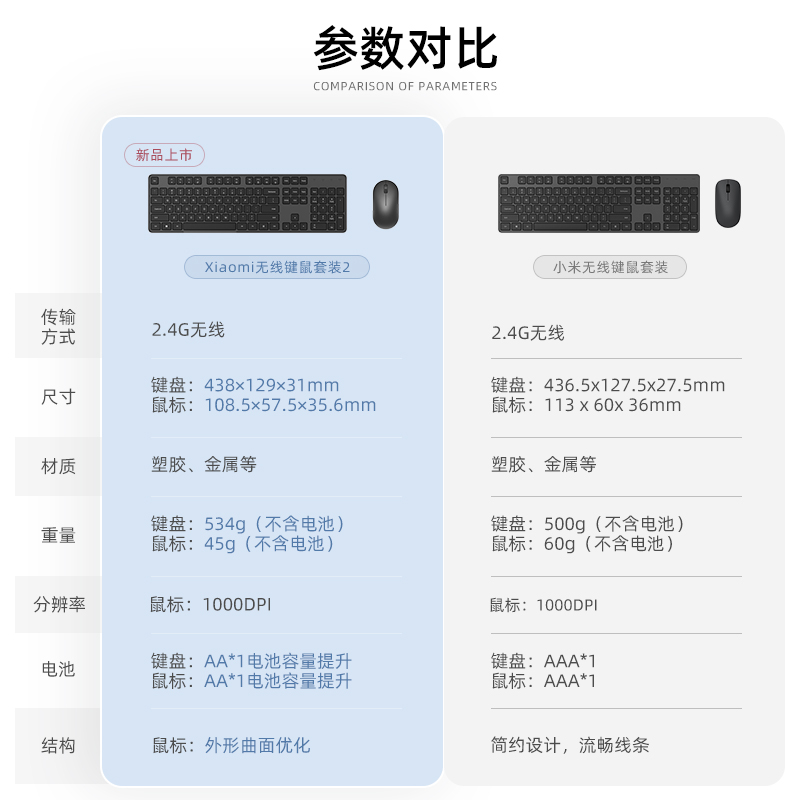 参数对比
COMPARISON OF PARAMETERS
新品上市
Xiaomi无线键鼠套装2
小米无线键鼠套装
传输
方式
2.4G无线
2.4G无线
尺寸
键盘：438×129×31mm
鼠标：108.5×57.5×35.6mm
键盘：436.5x127.5x27.5mm
鼠标：113 x 60x 36mm
材质
塑胶、金属等
塑胶、金属等
重量
键盘：534g（不含电池）
鼠标：45g（不含电池）
键盘：500g（不含电池）
鼠标：60g（不含电池）
分辨率
鼠标：1000DPI
鼠标：1000DPI
电池
键盘：AA*1电池容量提升
鼠标：AA*1电池容量提升
键盘：AAA*1
鼠标：AAA*1
结构
鼠标：外形曲面优化
简约设计，流畅线条